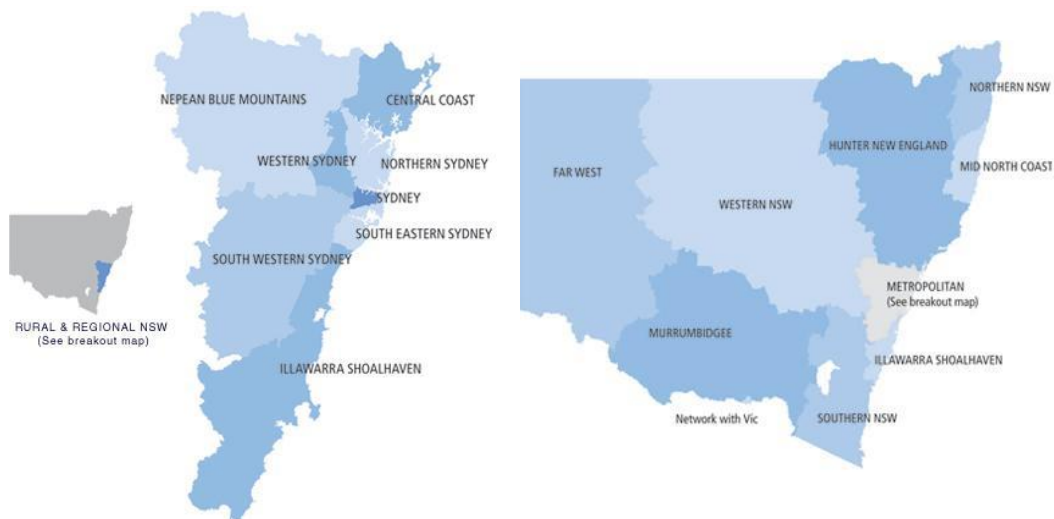 NEPEAN BLUE MOUNTAINS
CENTRAL COAST
WESTERN SYDNEY
NORTHERN SYDNEY
SYDNEY
SOUTH EASTERN SYDNEY
SOUTH WESTERN SYDNEY
RURAL & REGIONAL NSW
(See breakout map)
ILLAWARRA SHOALHAVEN
NORTHERN NSW
HUNTER NEW ENGLAND
MID NORTH COAST
FAR WEST
WESTERN NSW
METROPOLITAN
(See breakout map)
MURRUMBIDGEE
ILLAWARRA SHOALHAVEN
Network with Vic
SOUTHERN NSW